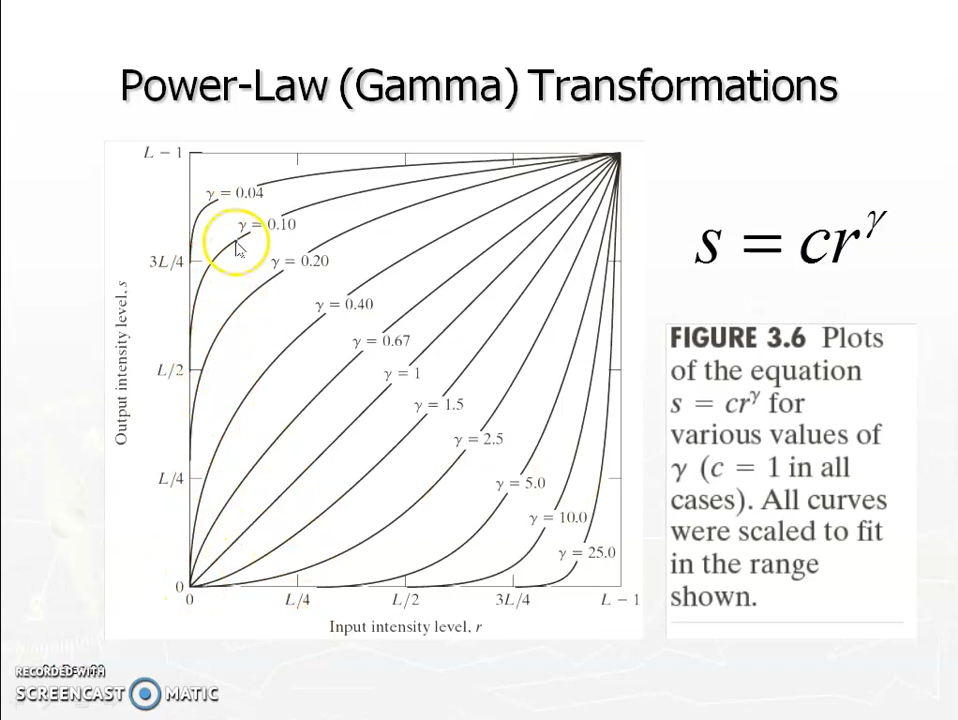 Power-Law (Gamma) Transformations
L − 1
γ = 0.04
γ = 0.10
3L/4
γ = 0.20
γ = 0.40
γ = 0.67
L/2
γ = 1
γ = 1.5
γ = 2.5
L/4
γ = 5.0
γ = 10.0
γ = 25.0
0
0
L/4
L/2
3L/4
L − 1
Output intensity level, s
Input intensity level, r
s = cr^γ
FIGURE 3.6 Plots
of the equation
s = cr^γ for
various values of
γ (c = 1 in all
cases). All curves
were scaled to fit
in the range
shown.
RECORDED WITH
SCREENCAST MATIC